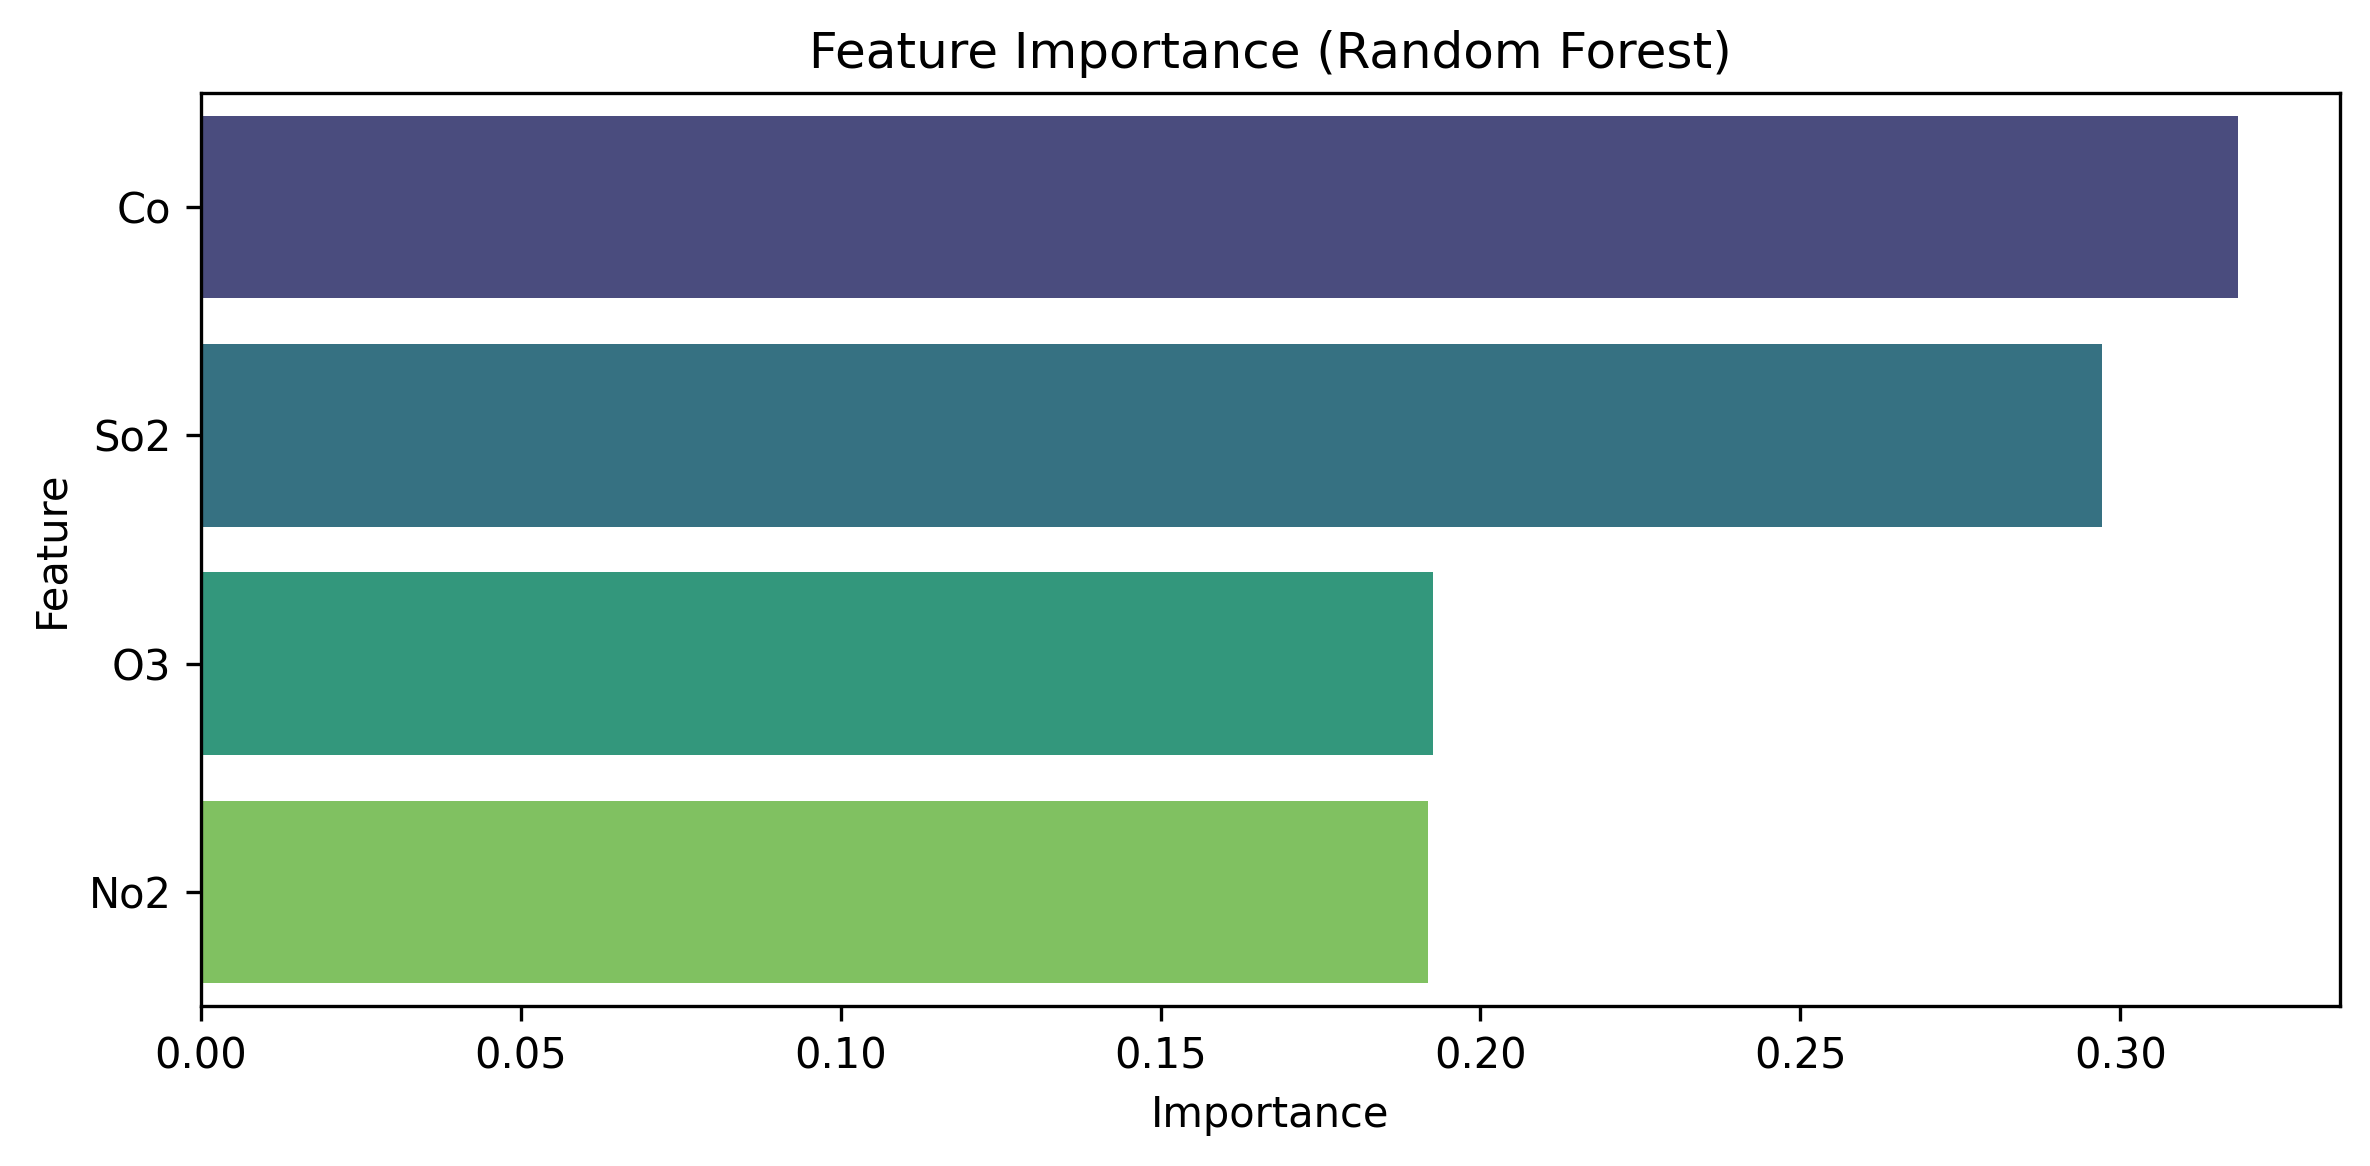 Feature Importance (Random Forest)
Feature
Co
So2
O3
No2
0.00 0.05 0.10 0.15 0.20 0.25 0.30
Importance